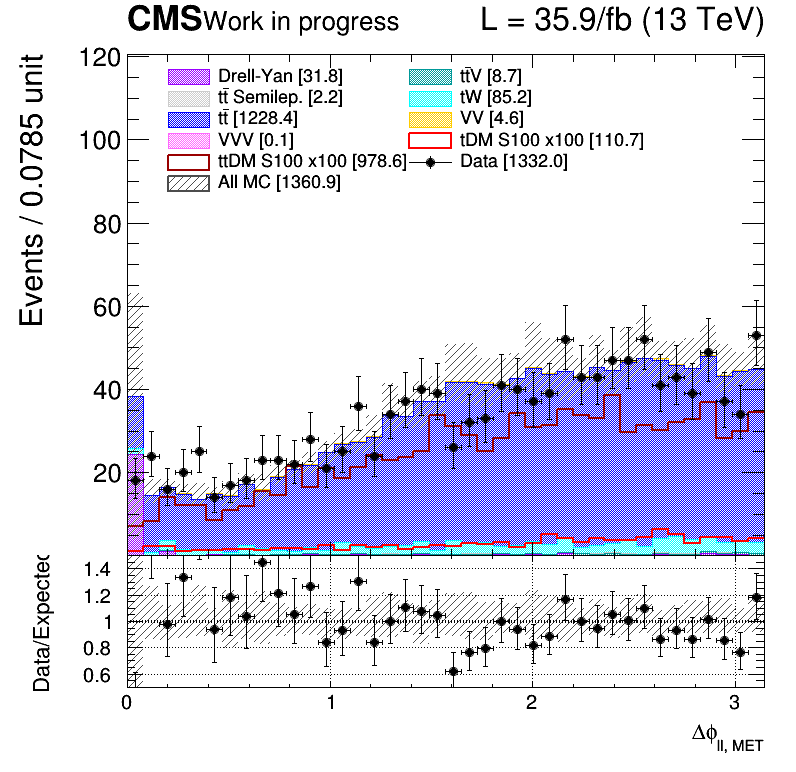 CMS Work in progress L = 35.9/fb (13 TeV)
Events / 0.0785 unit
120
100
80
60
40
20
Drell-Yan [31.8]
tt̄V [8.7]
tt̄ Semilep. [2.2]
tW [85.2]
tt̄ [1228.4]
VV [4.6]
VVV [0.1]
tDM S100 x100 [110.7]
ttDM S100 x100 [978.6]
Data [1332.0]
All MC [1360.9]
Data/Expected
1.4
1.2
1
0.8
0.6
0 1 2 3
Δϕll, MET